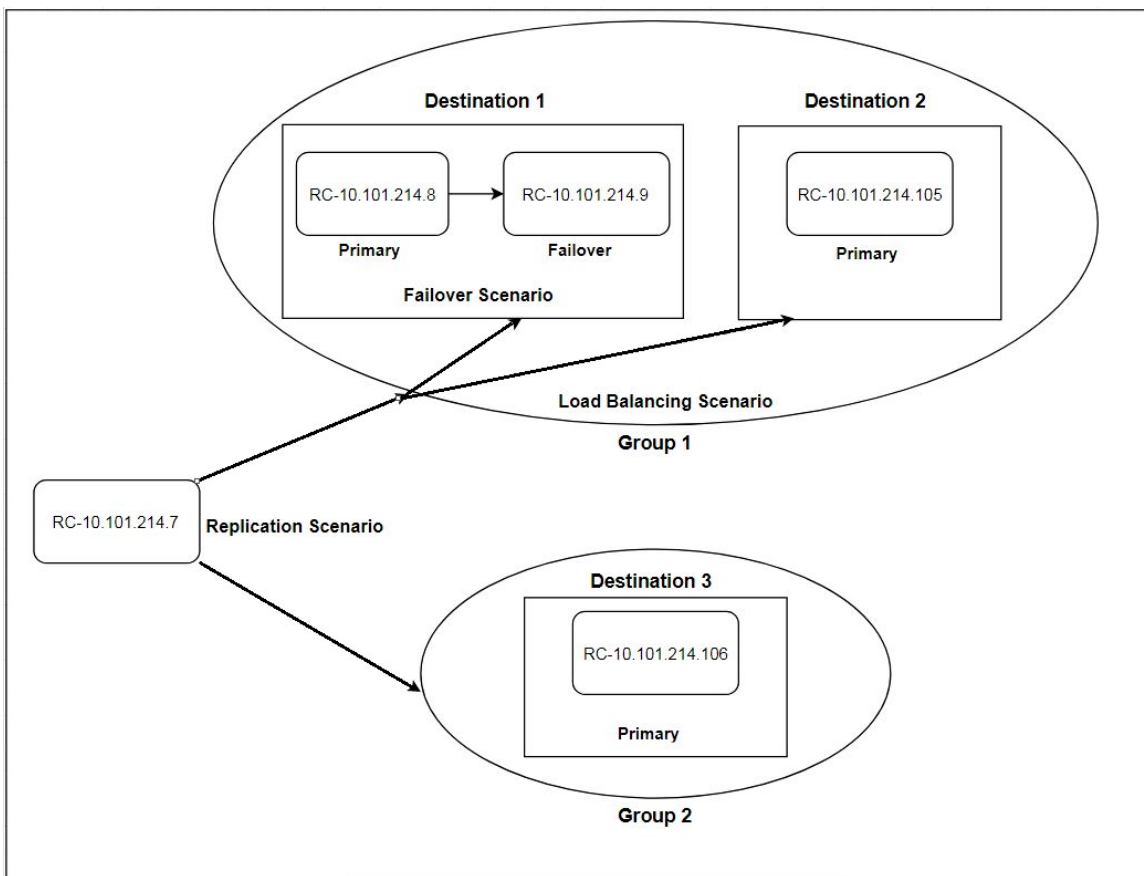 Destination 1
Destination 2
RC-10.101.214.8
RC-10.101.214.9
RC-10.101.214.105
Primary
Failover
Primary
Failover Scenario
Load Balancing Scenario
Group 1
RC-10.101.214.7
Replication Scenario
Destination 3
RC-10.101.214.106
Primary
Group 2